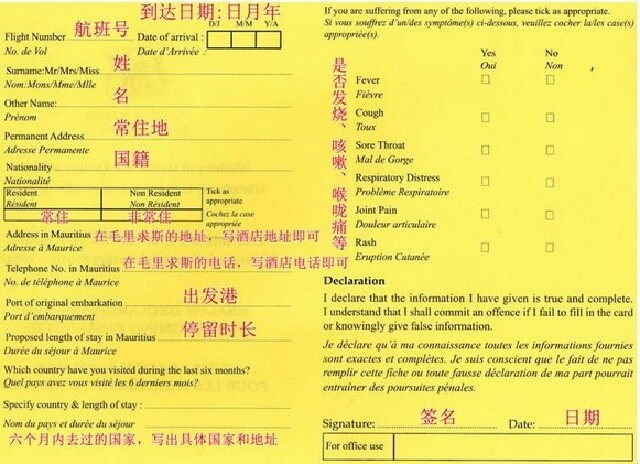 到达日期:日月年
D/J M/M Y/A
Flight Number 航班号 Date of arrival :
No. de Vol Date d'Arrivée :
Surname:Mr/Mrs/Miss 姓
Nom:Mons/Mme/Mlle
Other Name: 名
Prénom
Permanent Address 常住地
Adresse Permanente
Nationality 国籍
Nationalité
Resident Non Resident Tick as
Résident Non Résident appropriate
常住 非常住 Cochez la case
appropriée
Address in Mauritius 在毛里求斯的地址，写酒店地址即可
Adresse à Maurice
Telephone No. in Mauritius 在毛里求斯的电话，写酒店电话即可
No. de téléphone à Maurice
Port of original embarkation 出发港
Port d'embarquement
Proposed length of stay in Mauritius 停留时长
Durée du séjour à Maurice
Which country have you visited during the last six months?
Quel pays avez vous visité les 6 derniers mois?
Specify country & length of stay :
Nom du pays et durée du séjour
六个月内去过的国家，写出具体国家和地址
If you are suffering from any of the following, please tick as appropriate.
Si vous souffrez d'un/des symptôme(s) ci-dessous, veuillez cocher la/les case(s)
appropriée(s).
是否发烧、咳嗽、喉咙痛等
Yes No
Oui Non
Fever
Fièvre
Cough
Toux
Sore Throat
Mal de Gorge
Respiratory Distress
Problème Respiratoire
Joint Pain
Douleur articulaire
Rash
Eruption Cutanée
Declaration
I declare that the information I have given is true and complete.
I understand that I shall commit an offence if I fail to fill in the card
or knowingly give false information.
Je déclare qu'à ma connaissance toutes les informations fournies
sont exactes et complètes. Je suis conscient que le fait de ne pas
remplir cette fiche ou toute fausse déclaration de ma part pourrait
entraîner des poursuites pénales.
Signature: 签名 Date: 日期
For office use